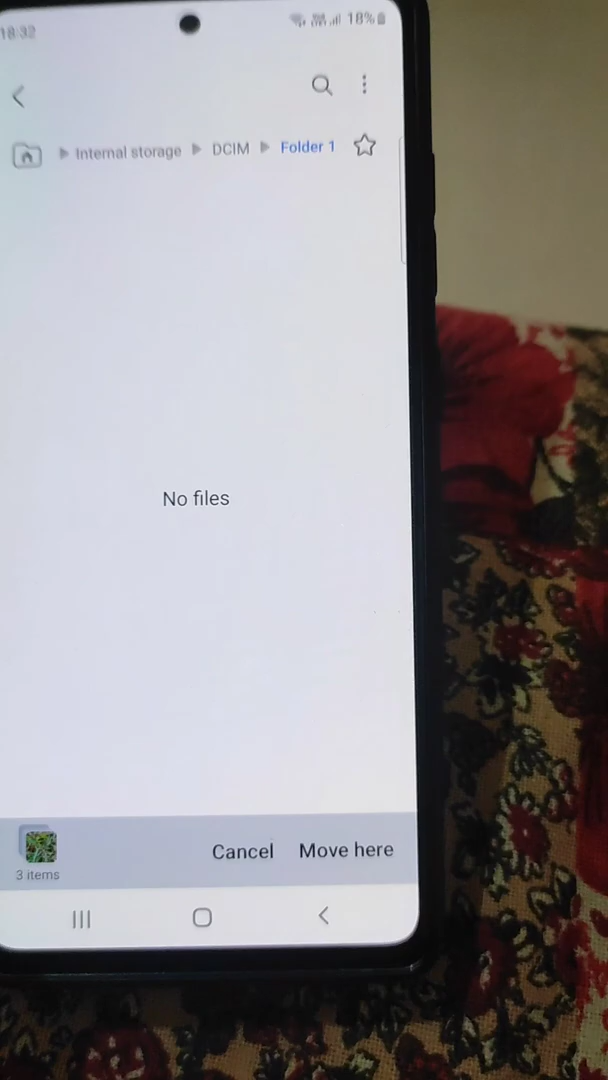 18:32 18%
Internal storage DCIM Folder 1
No files
Cancel Move here
3 items